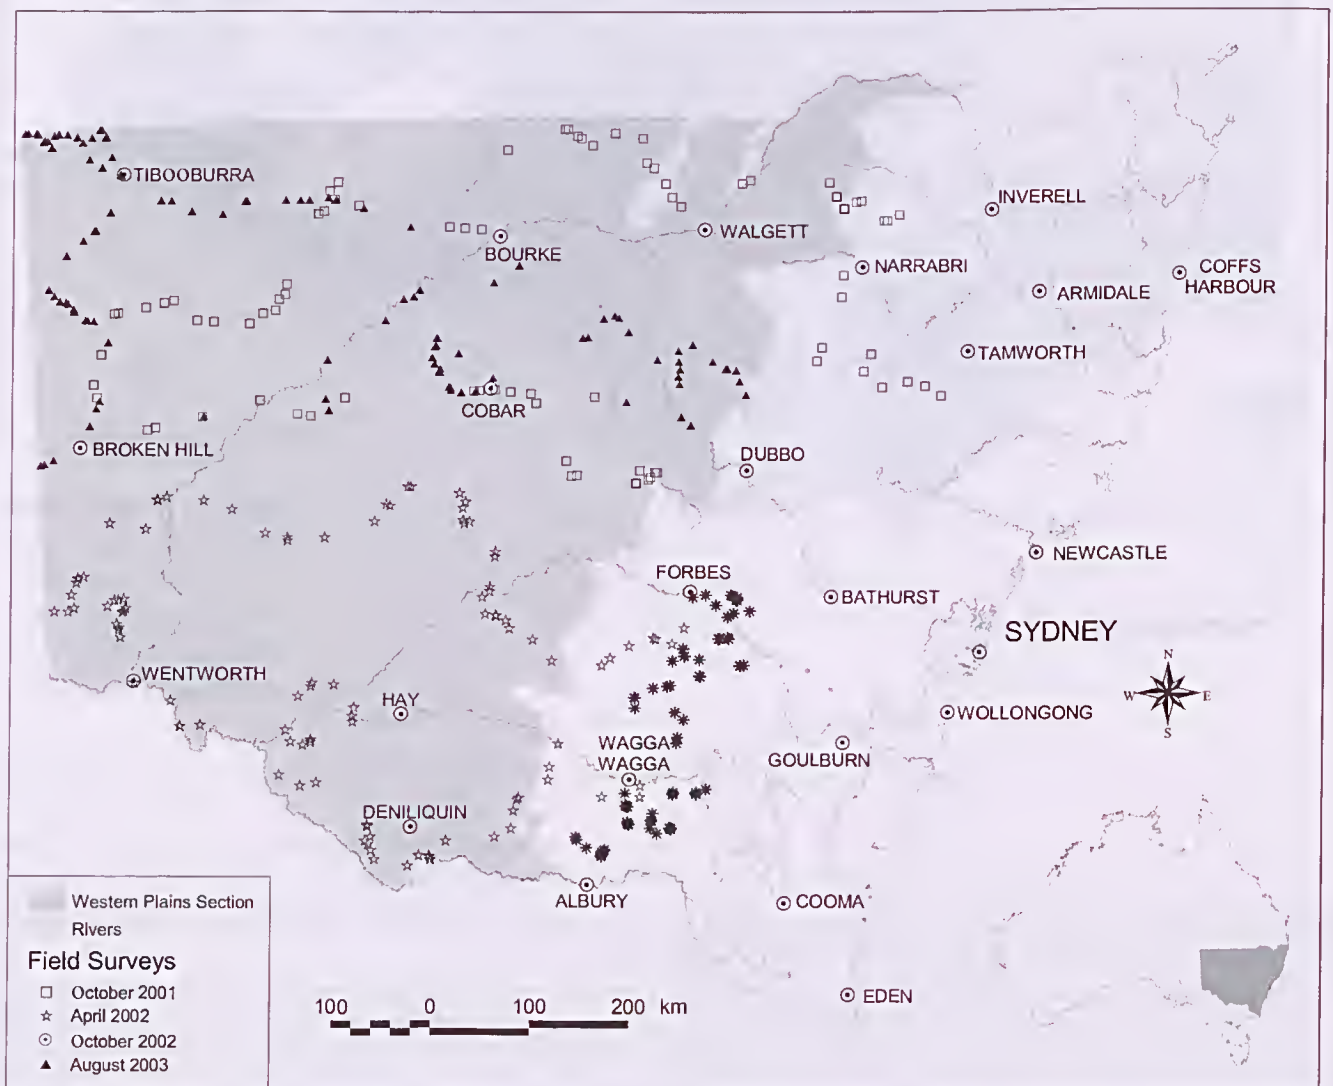 TIBOOBURRA
INVERELL
WALGETT
BOURKE
NARRABRI
COFFS
HARBOUR
ARMIDALE
TAMWORTH
COBAR
BROKEN HILL
DUBBO
NEWCASTLE
FORBES
BATHURST
SYDNEY
WENTWORTH
HAY
WOLLONGONG
N
W E
S
WAGGA
WAGGA
GOULBURN
DENILIQUIN
ALBURY
COOMA
EDEN
Western Plains Section
Rivers
Field Surveys
October 2001
April 2002
October 2002
August 2003
100 0 100 200 km